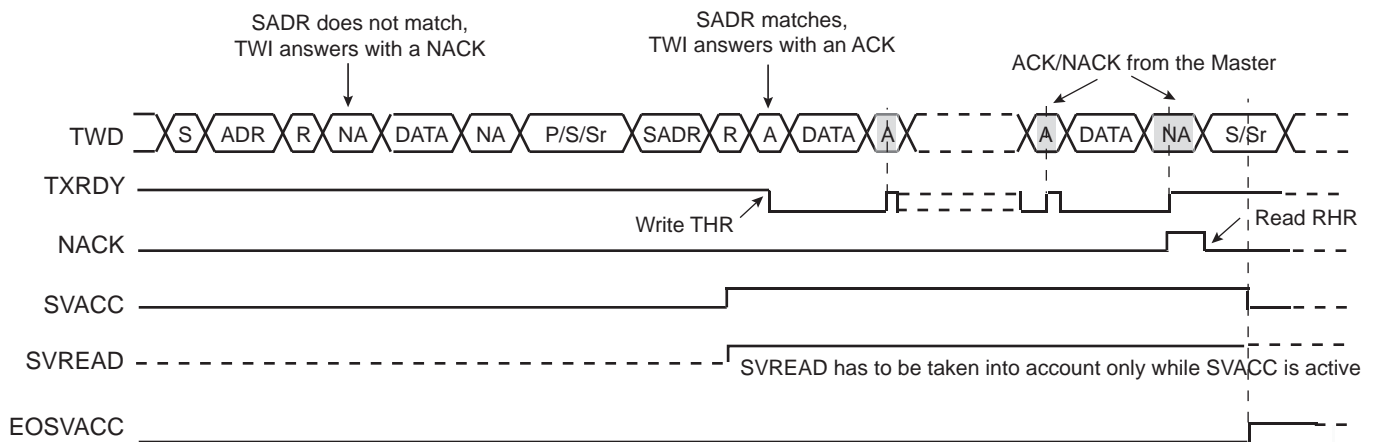 SADR does not match,
TWI answers with a NACK
SADR matches,
TWI answers with an ACK
ACK/NACK from the Master
TWD S ADR R NA DATA NA P/S/Sr SADR R A DATA A A DATA NA S/Sr
TXRDY
Write THR
Read RHR
NACK
SVACC
SVREAD
SVREAD has to be taken into account only while SVACC is active
EOSVACC